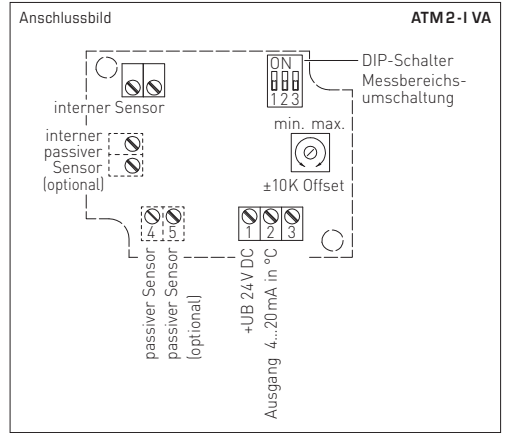 Anschlussbild
ATM2-I VA
ON
1 2 3
DIP-Schalter
Messbereichs-
umschaltung
interner Sensor
min. max.
±10K Offset
interner
passiver
Sensor
(optional)
4 5
1 2 3
passiver Sensor
passiver Sensor
(optional)
+UB 24V DC
Ausgang 4...20mA in °C